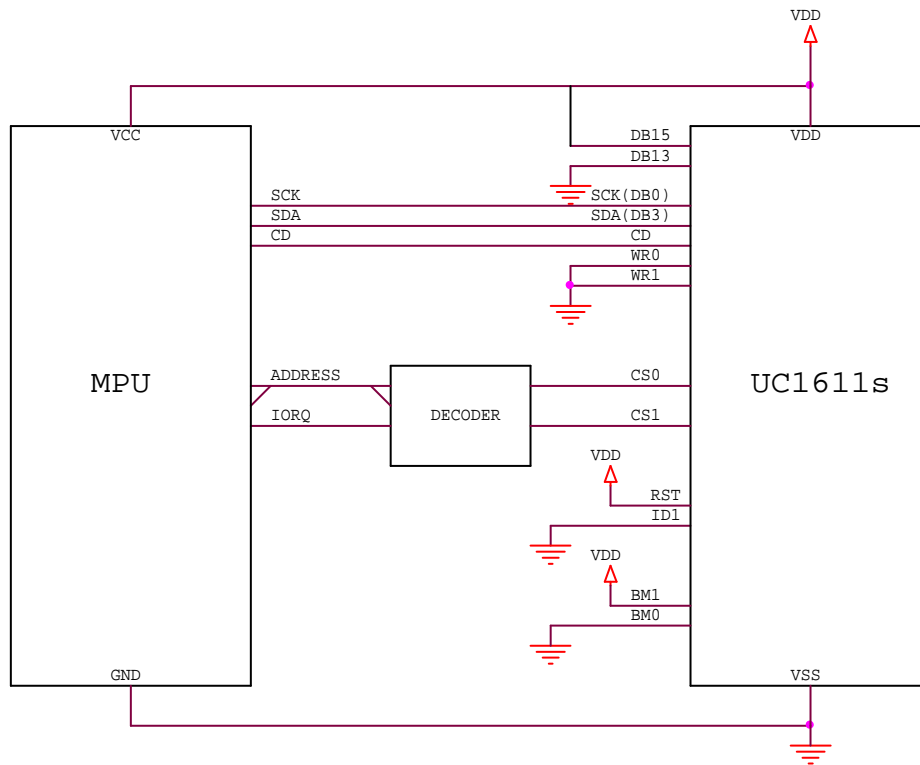 VDD
VCC
VDD
DB15
DB13
SCK
SCK(DB0)
SDA
SDA(DB3)
CD
CD
WR0
WR1
MPU
ADDRESS
CS0
UC1611s
IORQ
DECODER
CS1
VDD
RST
ID1
VDD
BM1
BM0
GND
VSS